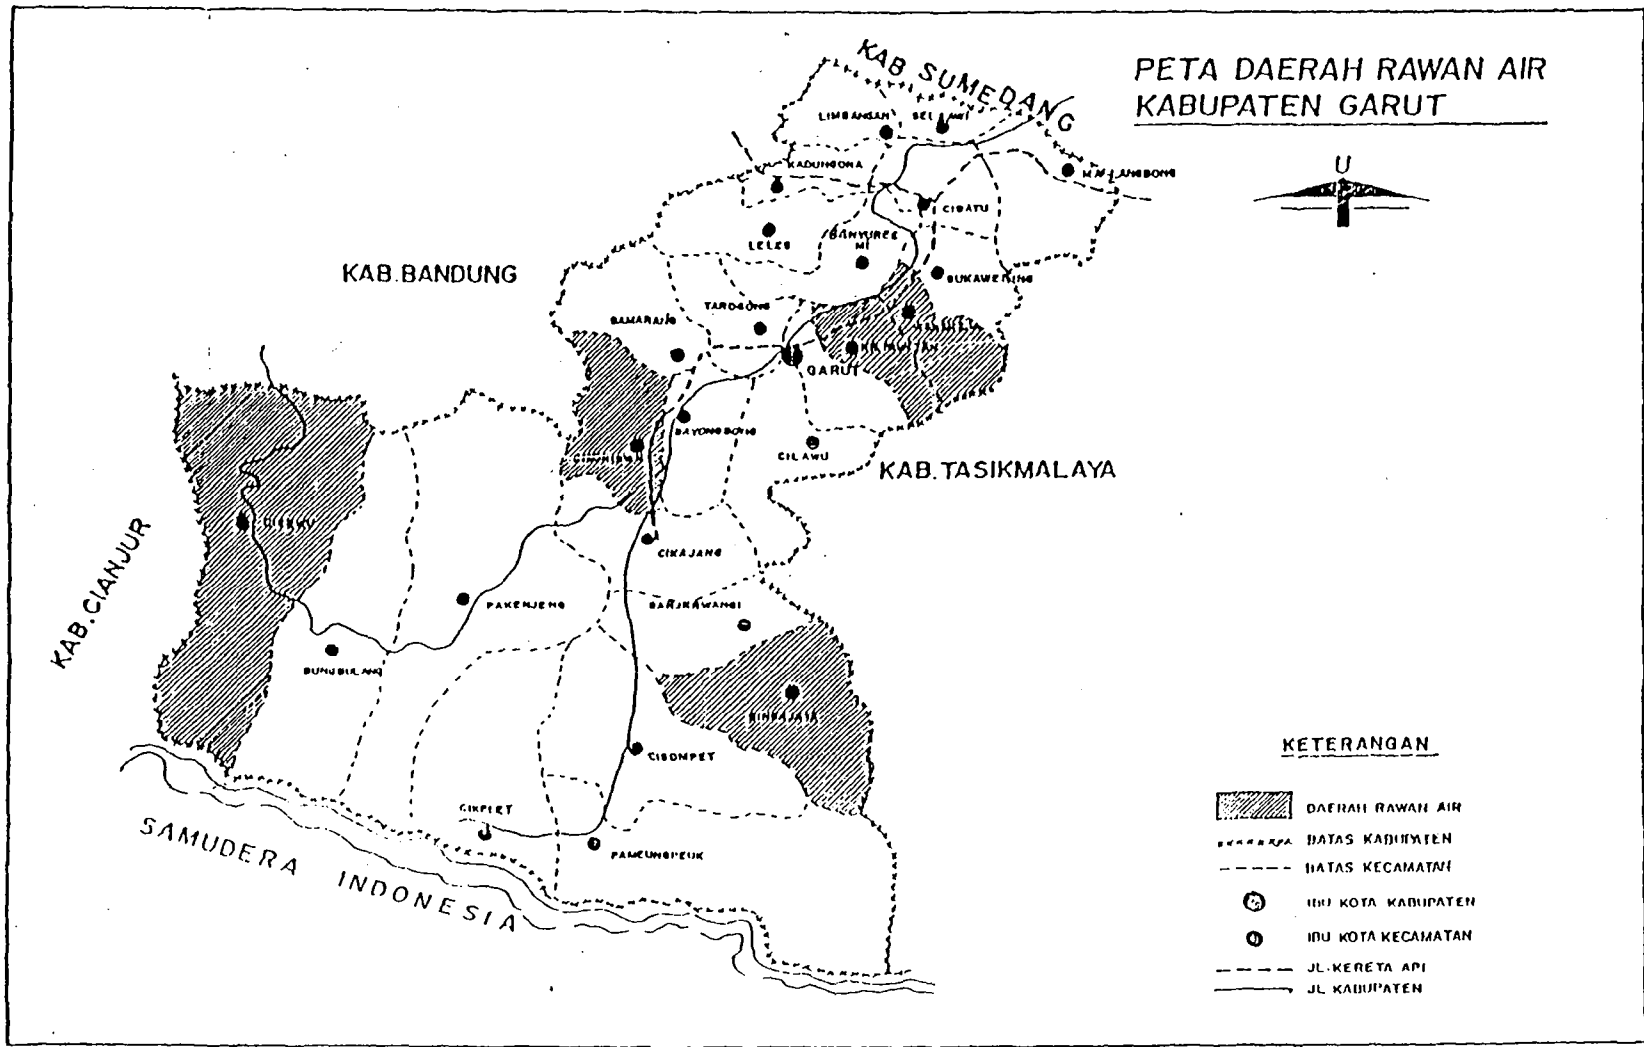 PETA DAERAH RAWAN AIR
KABUPATEN GARUT
U
KAB. SUMEDANG
LIMBANGAN
KADUNGORA
CIBATU
LELES
BANYURES
MI
SUKAWENING
KAB.BANDUNG
TAROGONG
SAMARANG
GARUT
BAYONGBONG
CILAWU
KAB.TASIKMALAYA
KAB.CIANJUR
CIKAJANG
PAKENJENG
BUNGBULANG
CISOMPET
PAMEUNGPEUK
SAMUDERA INDONESIA
KETERANGAN
DAERAH RAWAN AIR
BATAS KABUPATEN
BATAS KECAMATAN
IBU KOTA KABUPATEN
IBU KOTA KECAMATAN
JL.KERETA API
JL KABUPATEN